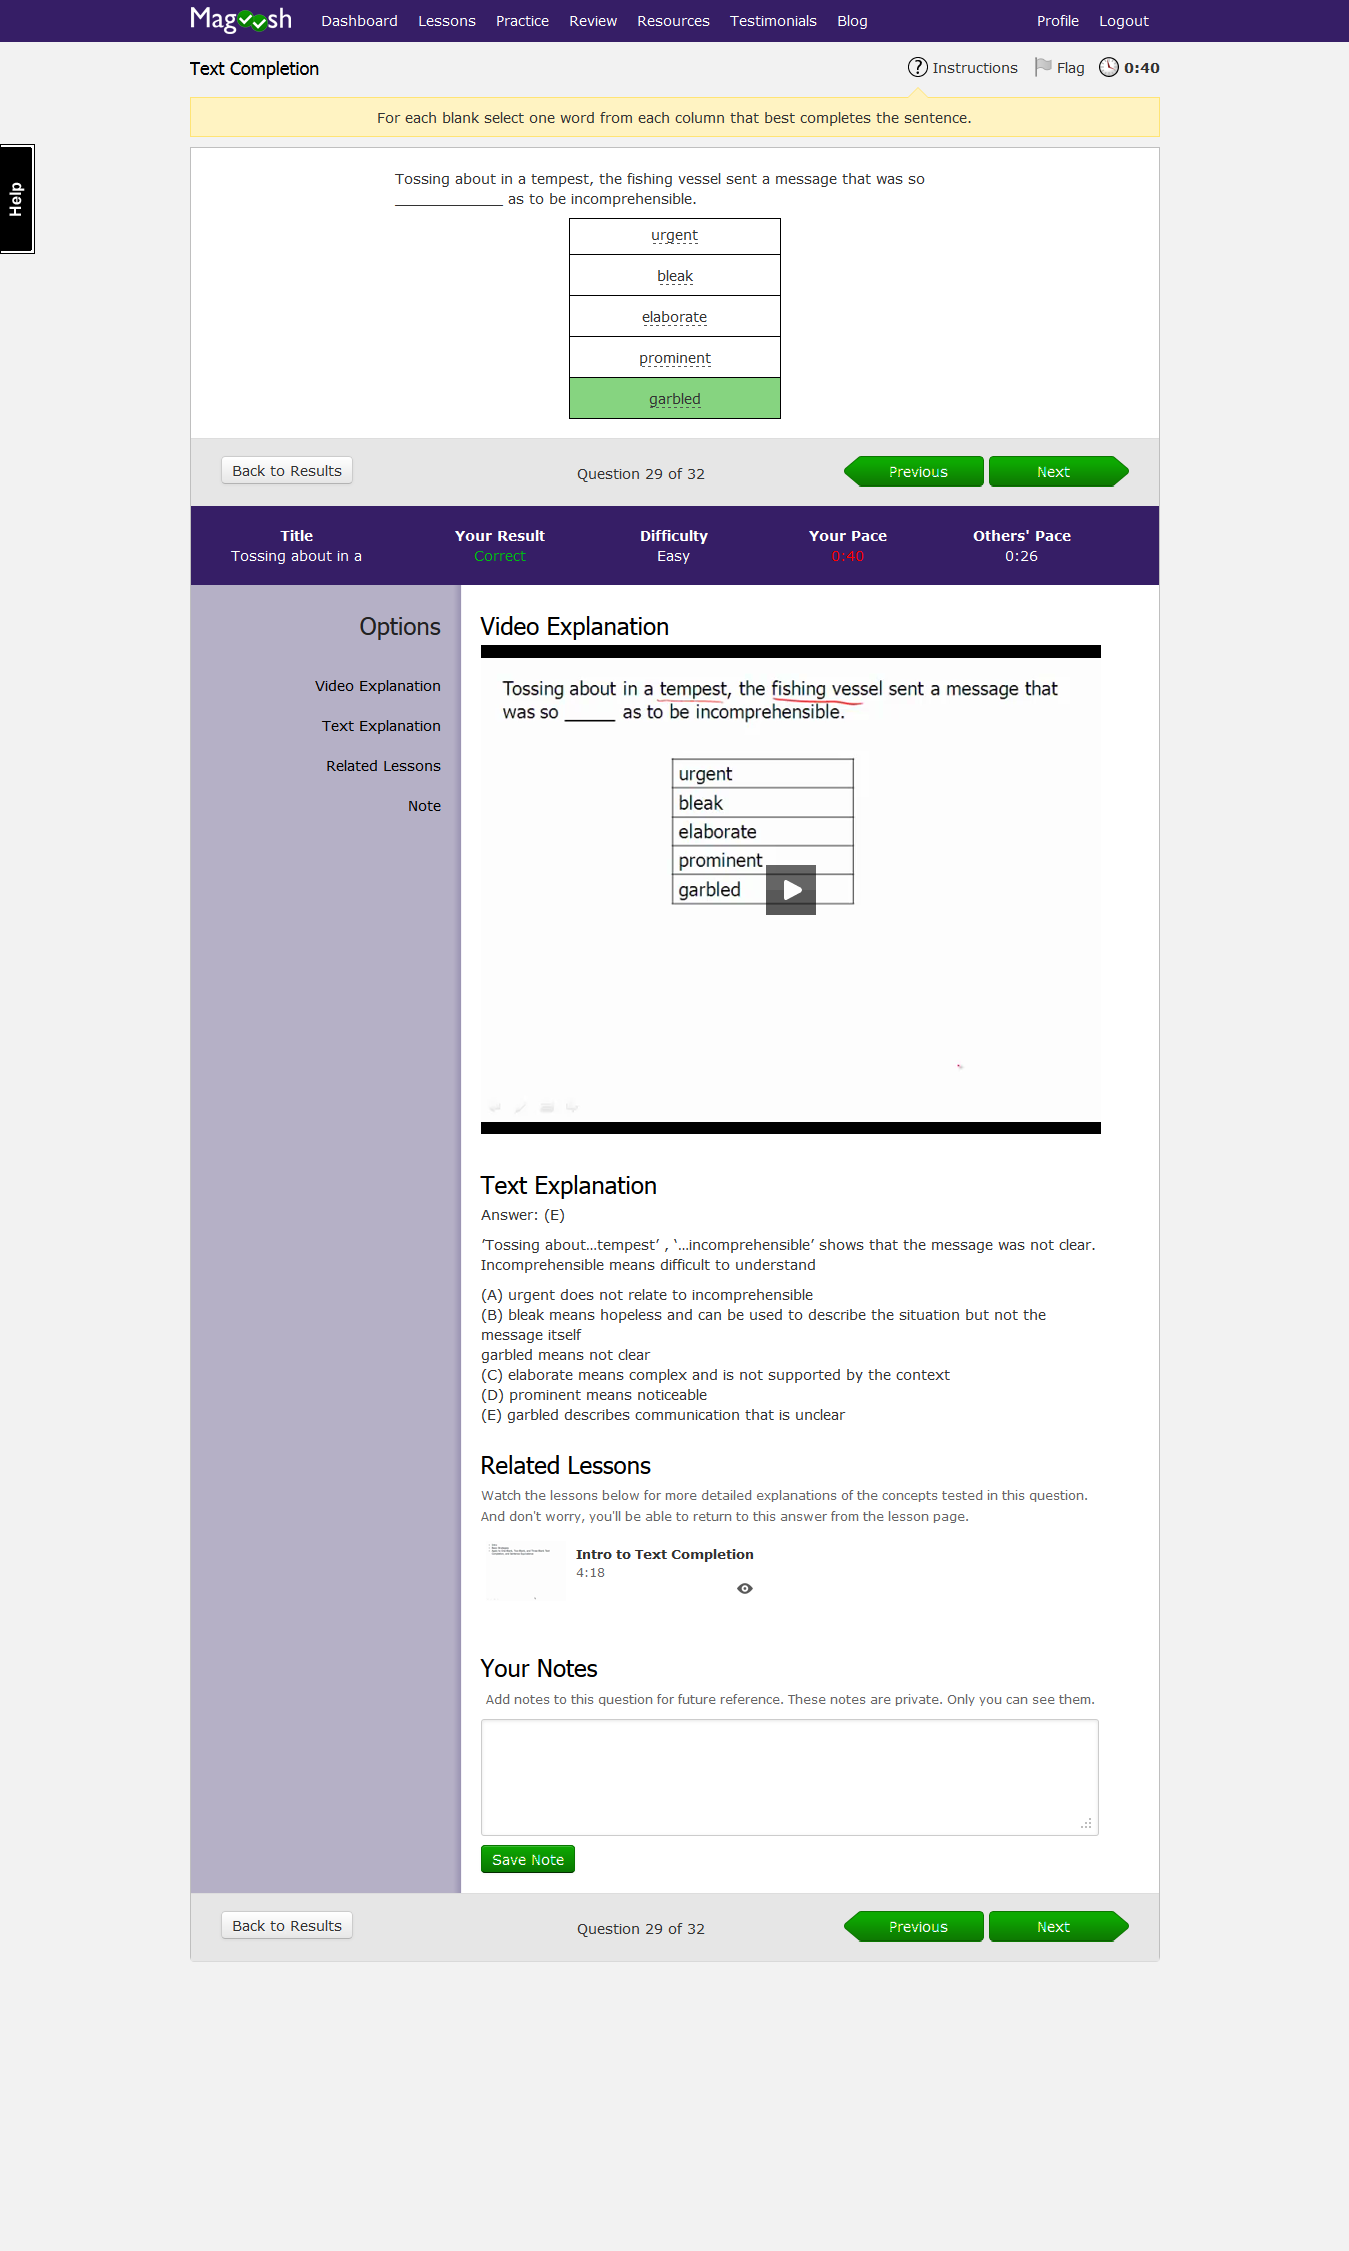 Magoosh Dashboard Lessons Practice Review Resources Testimonials Blog Profile Logout
Text Completion Instructions Flag 0:40
For each blank select one word from each column that best completes the sentence.
Help
Tossing about in a tempest, the fishing vessel sent a message that was so
_____________ as to be incomprehensible.
urgent
bleak
elaborate
prominent
garbled
Back to Results Question 29 of 32 Previous Next
Title Your Result Difficulty Your Pace Others' Pace
Tossing about in a Correct Easy 0:40 0:26
Options
Video Explanation
Text Explanation
Related Lessons
Note
Video Explanation
Tossing about in a tempest, the fishing vessel sent a message that
was so _____ as to be incomprehensible.
urgent
bleak
elaborate
prominent
garbled
Text Explanation
Answer: (E)
‘Tossing about…tempest’ , ‘…incomprehensible’ shows that the message was not clear.
Incomprehensible means difficult to understand
(A) urgent does not relate to incomprehensible
(B) bleak means hopeless and can be used to describe the situation but not the
message itself
garbled means not clear
(C) elaborate means complex and is not supported by the context
(D) prominent means noticeable
(E) garbled describes communication that is unclear
Related Lessons
Watch the lessons below for more detailed explanations of the concepts tested in this question.
And don't worry, you'll be able to return to this answer from the lesson page.
Intro to Text Completion
4:18
Your Notes
Add notes to this question for future reference. These notes are private. Only you can see them.
Save Note
Back to Results Question 29 of 32 Previous Next